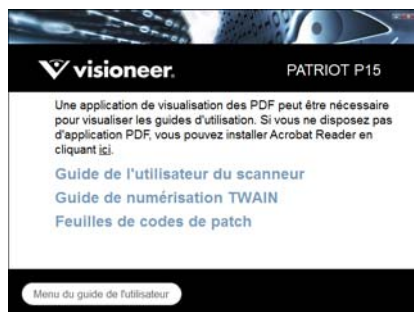 visioneer.
PATRIOT P15
Une application de visualisation des PDF peut être nécessaire
pour visualiser les guides d'utilisation. Si vous ne disposez pas
d'application PDF, vous pouvez installer Acrobat Reader en
cliquant ici.
Guide de l'utilisateur du scanneur
Guide de numérisation TWAIN
Feuilles de codes de patch
Menu du guide de l'utilisateur